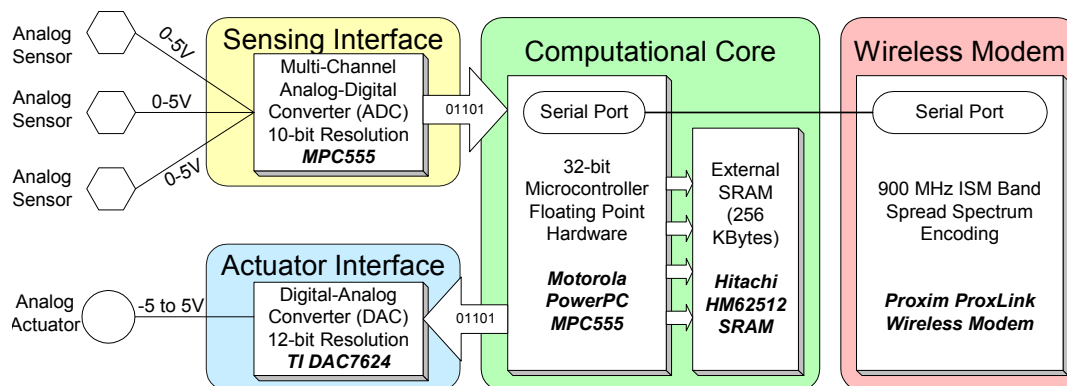 Analog
Sensor
0-5V
Analog
Sensor
0-5V
Analog
Sensor
0-5V
Sensing Interface
Multi-Channel
Analog-Digital
Converter (ADC)
10-bit Resolution
MPC555
01101
Computational Core
Serial Port
32-bit
Microcontroller
Floating Point
Hardware
Motorola
PowerPC
MPC555
External
SRAM
(256
KBytes)
Hitachi
HM62512
SRAM
Wireless Modem
Serial Port
900 MHz ISM Band
Spread Spectrum
Encoding
Proxim ProxLink
Wireless Modem
Analog
Actuator
-5 to 5V
Actuator Interface
Digital-Analog
Converter (DAC)
12-bit Resolution
TI DAC7624
01101